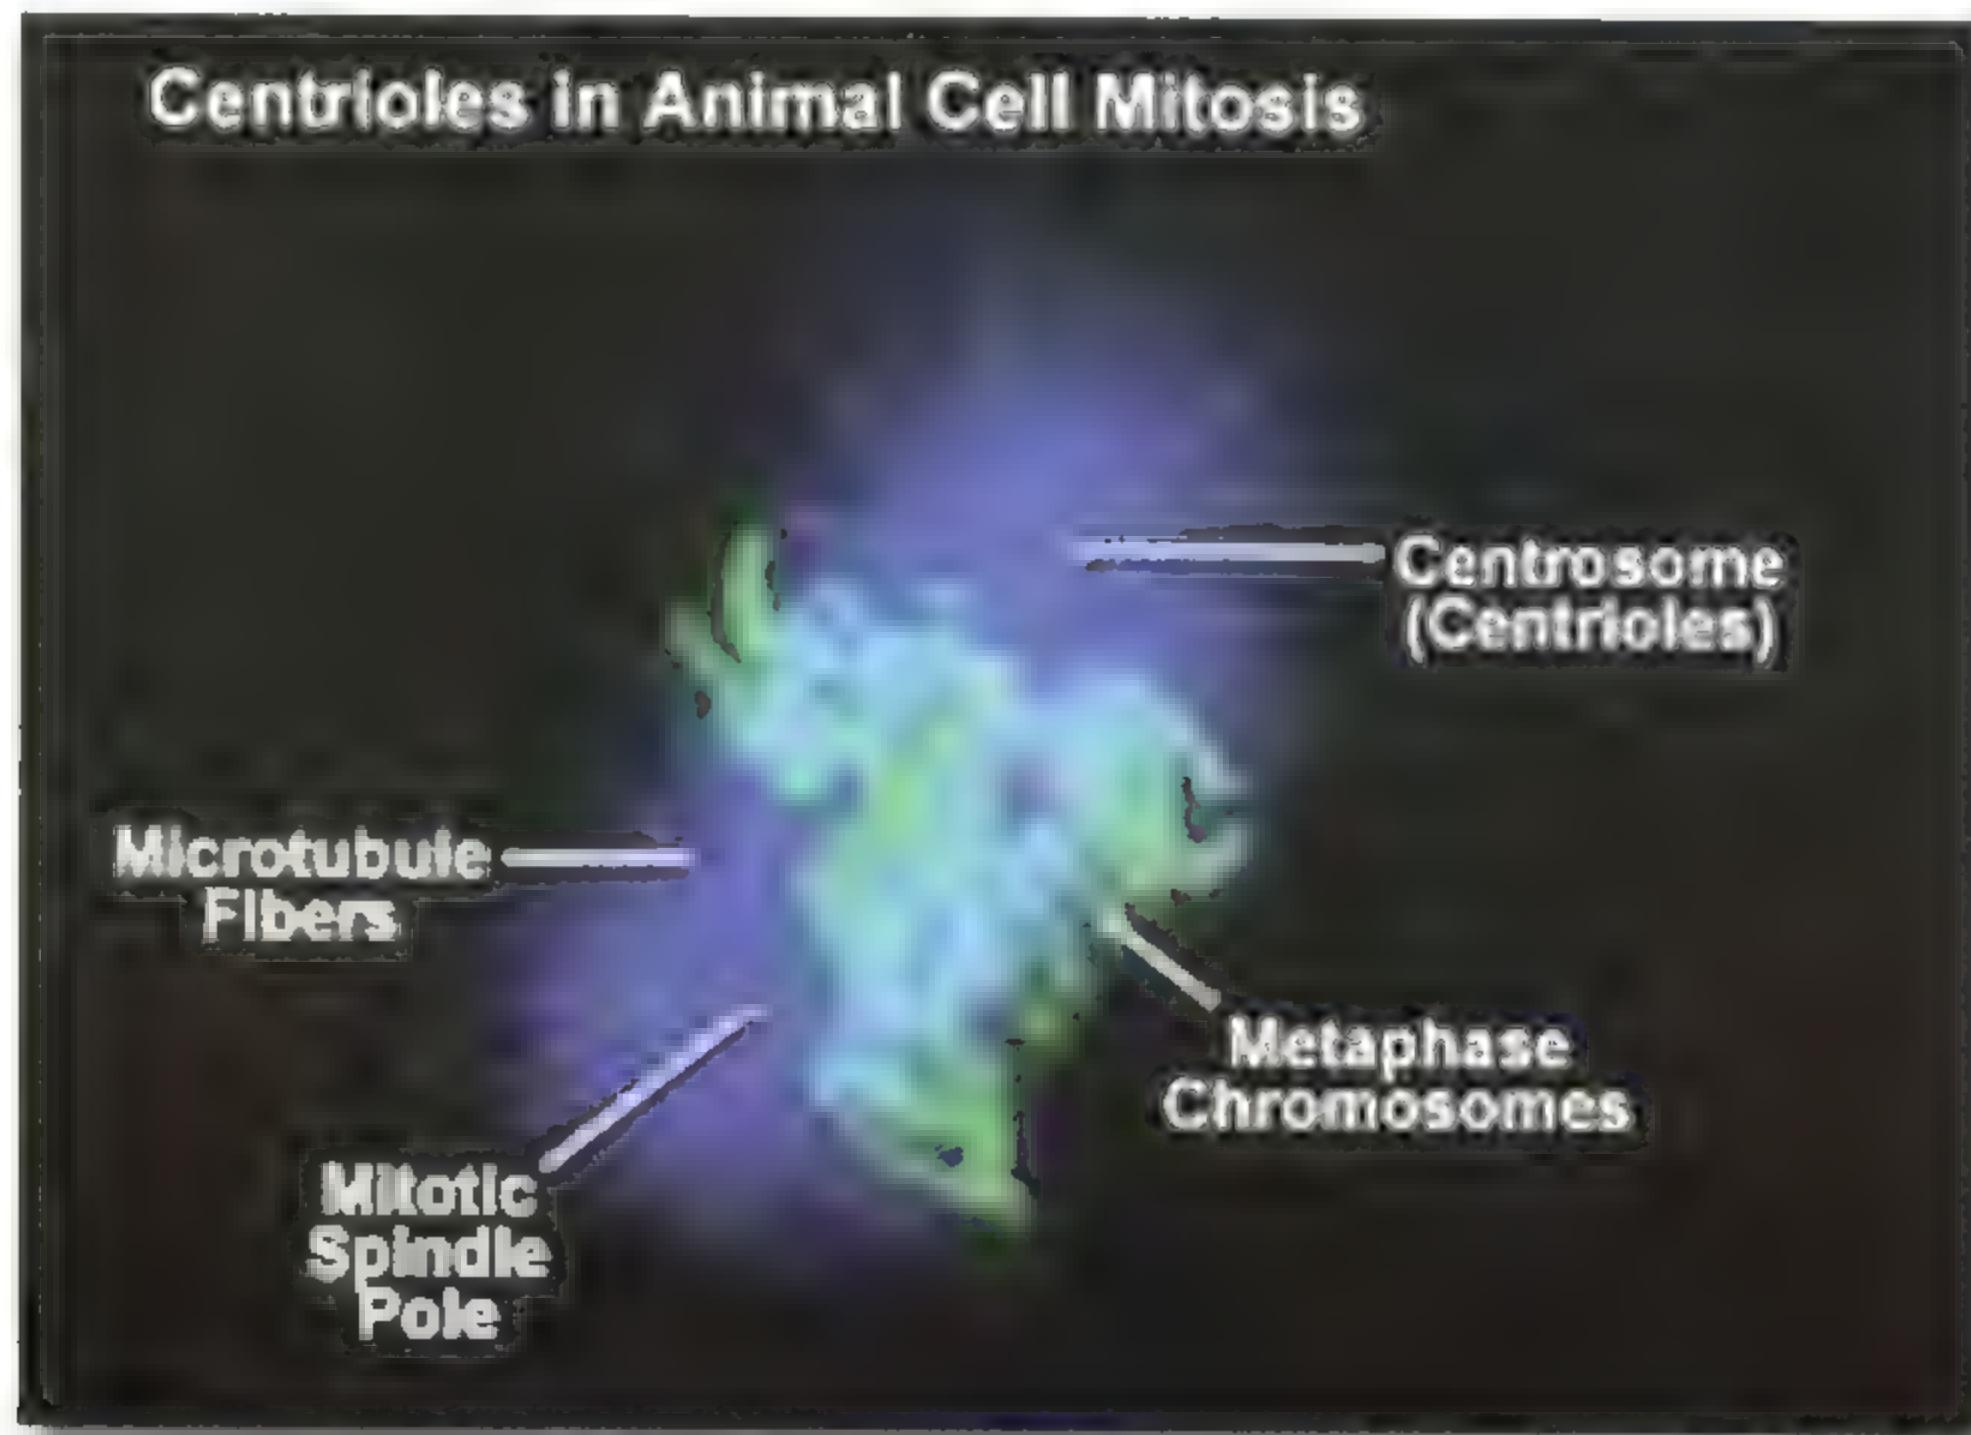 Centrioles in Animal Cell Mitosis
Centrosome
(Centrioles)
Microtubule
Fibers
Metaphase
Chromosomes
Mitotic
Spindle
Pole